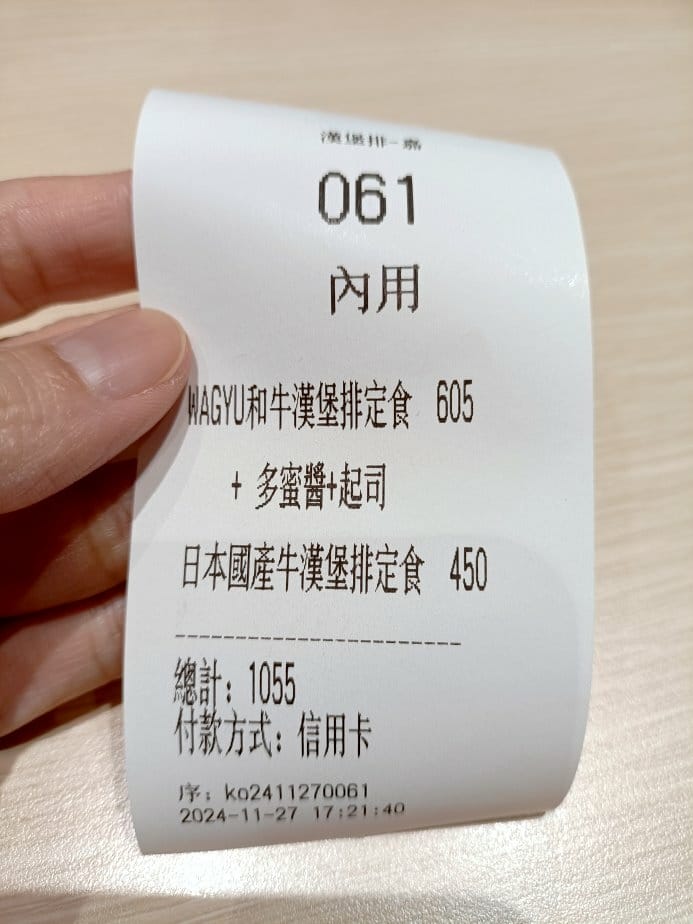 漢堡排-嘉
061
內用
WAGYU和牛漢堡排定食 605
+ 多蜜醬+起司
日本國產牛漢堡排定食 450
------------------------
總計: 1055
付款方式: 信用卡
序: ko2411270061
2024-11-27 17:21:40